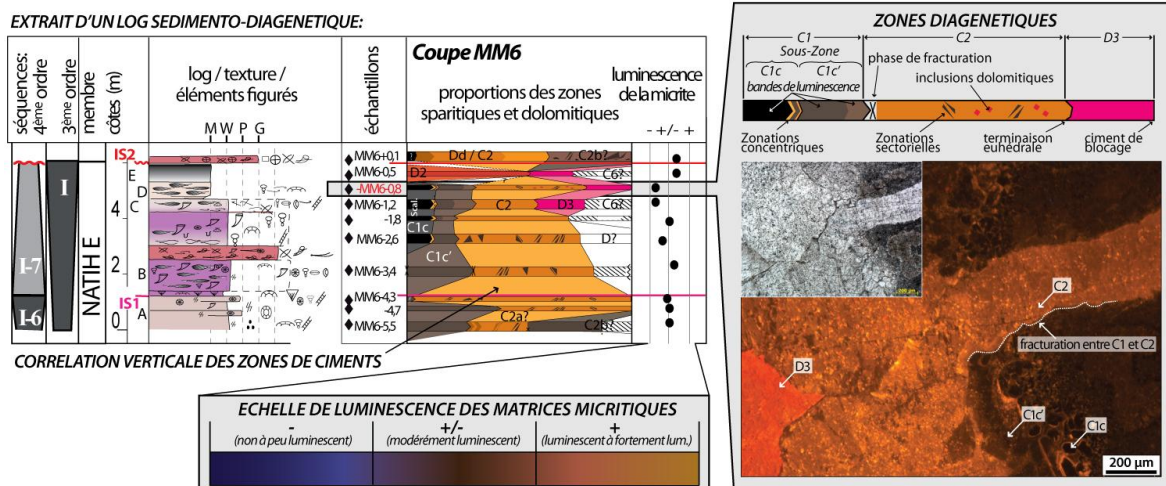 EXTRAIT D'UN LOG SEDIMENTO-DIAGENETIQUE:
séquences:
4ème ordre
3ème ordre
membre
côtes (m)
log / texture /
éléments figurés
M W P G
échantillons
Coupe MM6
proportions des zones
sparitiques et dolomitiques
luminescence
de la micrite
- +/- +
IS2
I
I-7
I-6
IS1
NATIH E
4
2
0
E
D
C
B
A
MM6+0,1
MM6-0,5
MM6-0,8
MM6-1,2
-1,8
MM6-2,6
MM6-3,4
MM6-4,3
-4,7
MM6-5,5
Dd / C2
C2b?
D2
C6?
Scal.
C2
D3
C6?
C1c
D?
C1c'
C2a?
C2b?
CORRELATION VERTICALE DES ZONES DE CIMENTS
ECHELLE DE LUMINESCENCE DES MATRICES MICRITIQUES
- +/- +
(non à peu luminescent) (modérément luminescent) (luminescent à fortement lum.)
ZONES DIAGENETIQUES
C1 C2 D3
Sous-Zone
C1c C1c'
bandes de luminescence
phase de fracturation
inclusions dolomitiques
Zonations
concentriques
Zonations
sectorielles
terminaison
euhédrale
ciment de
blocage
C2
fracturation entre C1 et C2
D3
C1c'
C1c
200 µm